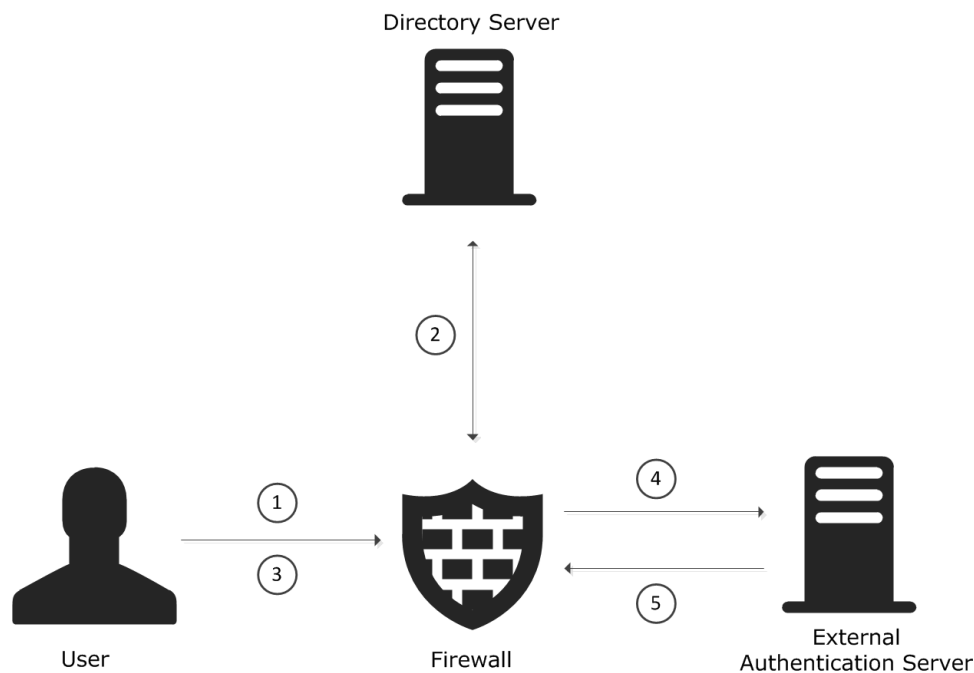 Directory Server
2
1
4
3
5
User
Firewall
External
Authentication Server